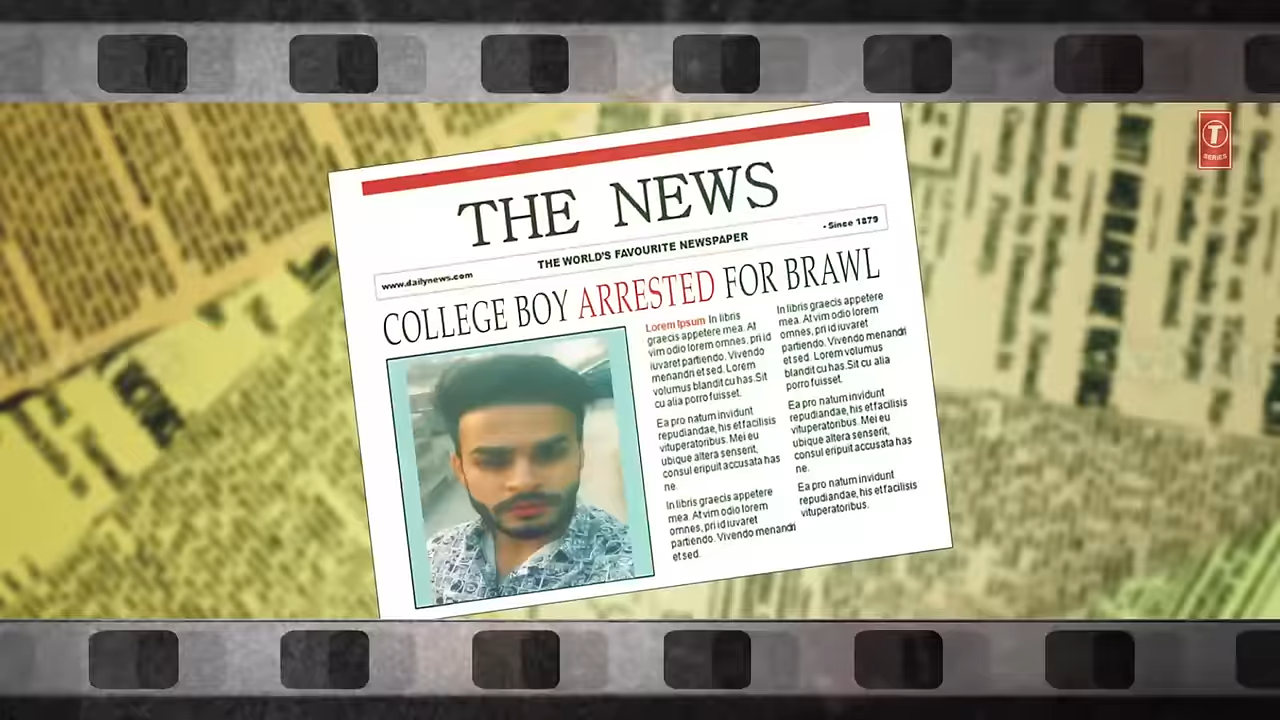 T
SERIES
THE NEWS
www.dailynews.com THE WORLD'S FAVOURITE NEWSPAPER - Since 1879
COLLEGE BOY ARRESTED FOR BRAWL
Lorem Ipsum In libris
graecis appetere mea. At
vim odio lorem omnes, pri id
iuvaret partiendo. Vivendo
menandri et sed. Lorem
volumus blandit cu has. Sit
cu alia porro fuisset.
Ea pro natum invidunt
repudiandae, his et facilisis
vituperatoribus. Mei eu
ubique altera senserit,
consul eripuit accusata has
ne.
In libris graecis appetere
mea. At vim odio lorem
omnes, pri id iuvaret
partiendo. Vivendo menandri
et sed.
In libris graecis appetere
mea. At vim odio lorem
omnes, pri id iuvaret
partiendo. Vivendo menandri
et sed. Lorem volumus
blandit cu has. Sit cu alia
porro fuisset.
Ea pro natum invidunt
repudiandae, his et facilisis
vituperatoribus. Mei eu
ubique altera senserit,
consul eripuit accusata has
ne.
Ea pro natum invidunt
repudiandae, his et facilisis
vituperatoribus.